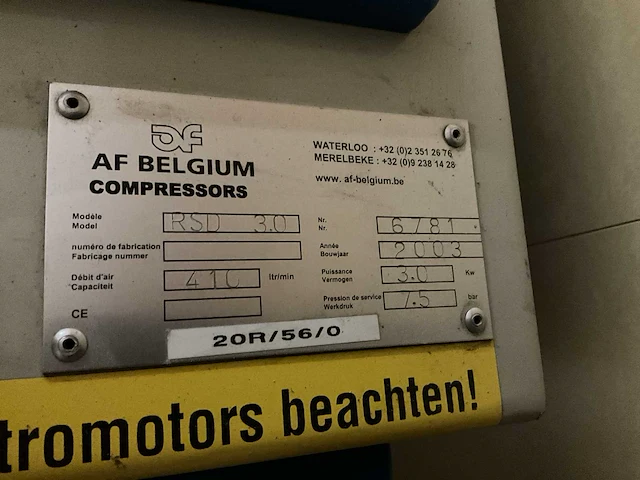 AF
AF BELGIUM
COMPRESSORS
WATERLOO : +32 (0)2 351 26 76
MERELBEKE : +32 (0)9 238 14 28
www. af-belgium.be
Modèle
Model
RSD 3.0
Nr.
Nr.
6781
numéro de fabrication
Fabricage nummer
Année
Bouwjaar
2003
Débit d'air
Capaciteit
410 ltr/min
Puissance
Vermogen
3.0 Kw
CE
Pression de service
Werkdruk
7.5 bar
20R/56/0
tromotors beachten!